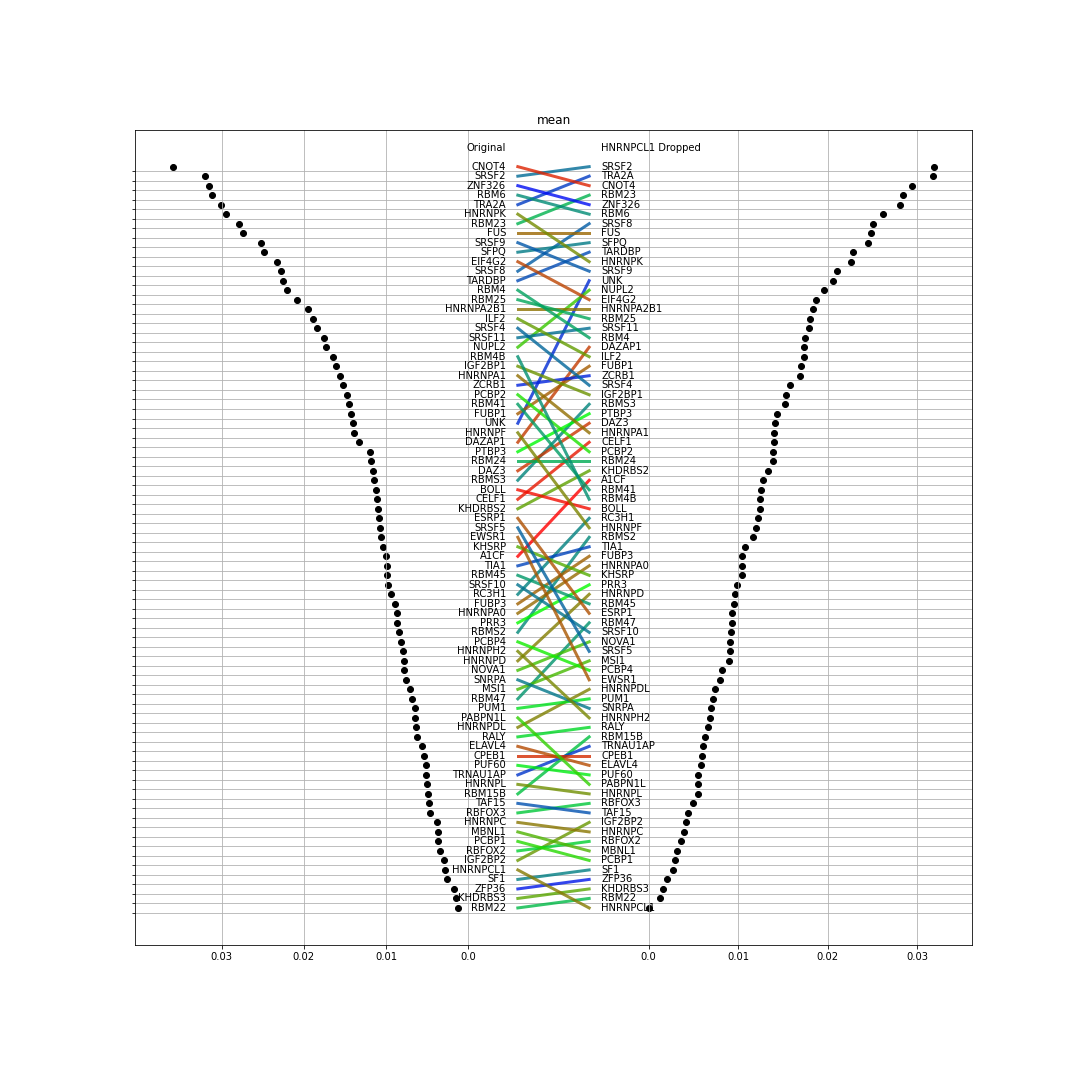 mean
Original HNRNPCL1 Dropped
CNOT4 SRSF2
SRSF2 TRA2A
ZNF326 CNOT4
RBM6 RBM23
TRA2A ZNF326
HNRNPK RBM6
RBM23 SRSF8
FUS FUS
SRSF9 SFPQ
SFPQ TARDBP
EIF4G2 HNRNPK
SRSF8 SRSF9
TARDBP UNK
RBM4 NUPL2
RBM25 EIF4G2
HNRNPA2B1 HNRNPA2B1
ILF2 RBM25
SRSF4 SRSF11
SRSF11 RBM4
NUPL2 DAZAP1
RBM4B ILF2
IGF2BP1 FUBP1
HNRNPA1 ZCRB1
ZCRB1 SRSF4
PCBP2 IGF2BP1
RBM41 RBMS3
FUBP1 PTBP3
UNK DAZ3
HNRNPF HNRNPA1
DAZAP1 CELF1
PTBP3 PCBP2
RBM24 RBM24
DAZ3 KHDRBS2
RBMS3 A1CF
BOLL RBM41
CELF1 RBM4B
KHDRBS2 BOLL
ESRP1 RC3H1
SRSF5 HNRNPF
EWSR1 RBMS2
KHSRP TIA1
A1CF FUBP3
TIA1 HNRNPA0
RBM45 KHSRP
SRSF10 PRR3
RC3H1 HNRNPD
FUBP3 RBM45
HNRNPA0 ESRP1
PRR3 RBM47
RBMS2 SRSF10
PCBP4 NOVA1
HNRNPH2 SRSF5
HNRNPD MSI1
NOVA1 PCBP4
SNRPA EWSR1
MSI1 HNRNPDL
RBM47 PUM1
PUM1 SNRPA
PABPN1L HNRNPH2
HNRNPDL RALY
RALY RBM15B
ELAVL4 TRNAU1AP
CPEB1 CPEB1
PUF60 ELAVL4
TRNAU1AP PUF60
HNRNPL PABPN1L
RBM15B HNRNPL
TAF15 RBFOX3
RBFOX3 TAF15
HNRNPC IGF2BP2
MBNL1 HNRNPC
PCBP1 RBFOX2
RBFOX2 MBNL1
IGF2BP2 PCBP1
HNRNPCL1 SF1
SF1 ZFP36
ZFP36 KHDRBS3
KHDRBS3 RBM22
RBM22 HNRNPCL1
0.03 0.02 0.01 0.0 0.0 0.01 0.02 0.03